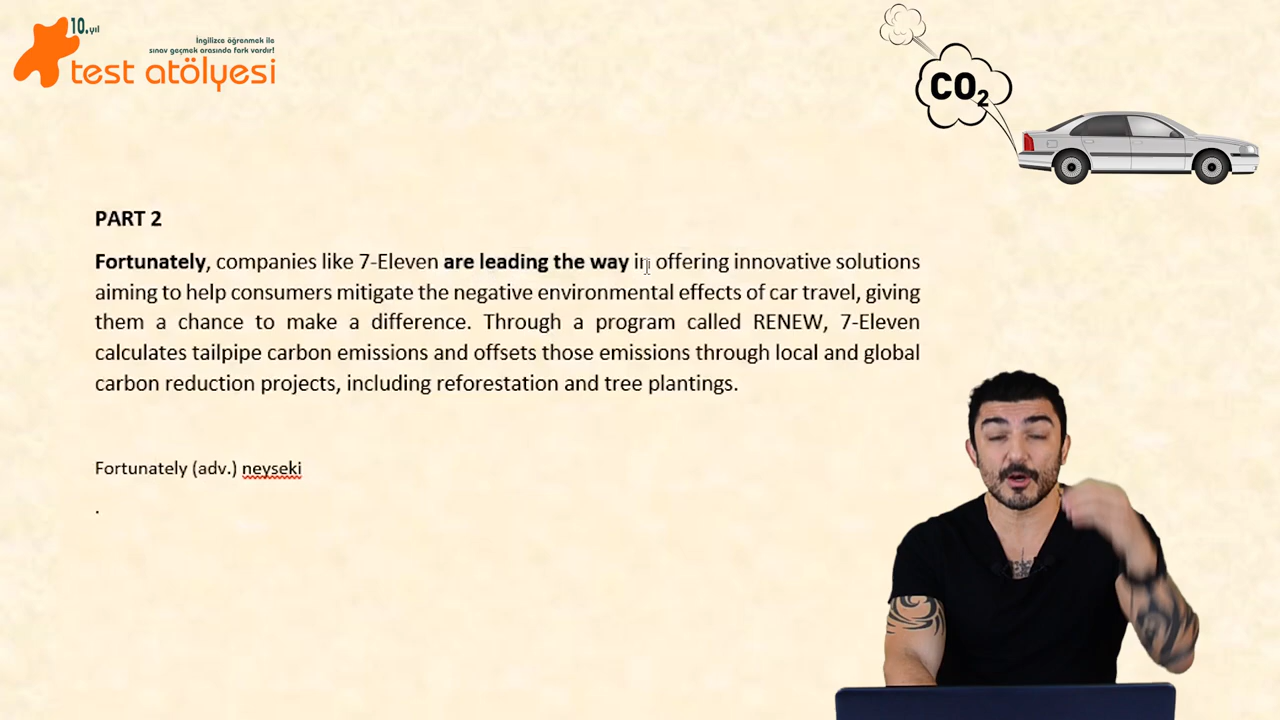 10.yıl
İngilizce öğrenmek ile
sınav geçmek arasında fark vardır!
test atölyesi
CO2
PART 2
Fortunately, companies like 7-Eleven are leading the way in offering innovative solutions
aiming to help consumers mitigate the negative environmental effects of car travel, giving
them a chance to make a difference. Through a program called RENEW, 7-Eleven
calculates tailpipe carbon emissions and offsets those emissions through local and global
carbon reduction projects, including reforestation and tree plantings.
Fortunately (adv.) neyseki
.